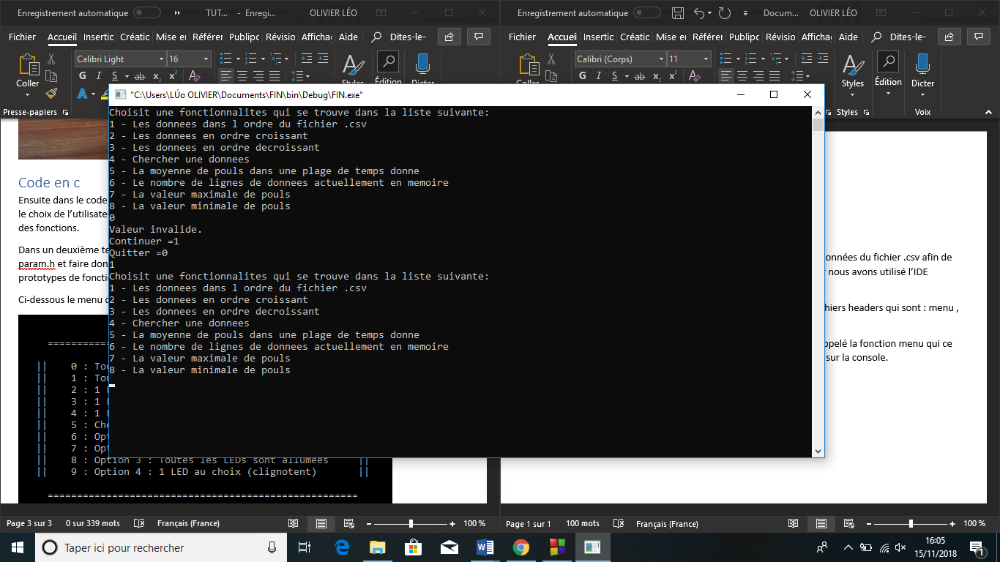 Enregistrement automatique
TUT... - Enregi...
OLIVIER LÉO
Enregistrement automatique
Docum...
OLIVIER LÉO
Fichier Accueil Insertic Créatic Mise e Référer Publipc Révisio Afficha Aide Dites-le-
Fichier Accuei Insertic Créatic Mise e Référer Publipc Révisio Affichag Aide Dites-le-
Coller
Calibri Light 16
G I S ab x₂ x²
Styles
Édition
Dicter
Presse-papiers
Coller
Calibri (Corps) 11
G I S ab x₂ x²
Styles
Édition
Dicter
Styles
Voix
"C:\Users\LÚo OLIVIER\Documents\FIN\bin\Debug\FIN.exe"
Choisit une fonctionnalites qui se trouve dans la liste suivante:
1 - Les donnees dans l ordre du fichier .csv
2 - Les donnees en ordre croissant
3 - Les donnees en ordre decroissant
4 - Chercher une donnees
5 - La moyenne de pouls dans une plage de temps donne
6 - Le nombre de lignes de donnees actuellement en memoire
7 - La valeur maximale de pouls
8 - La valeur minimale de pouls
0
Valeur invalide.
Continuer =1
Quitter =0
1
Choisit une fonctionnalites qui se trouve dans la liste suivante:
1 - Les donnees dans l ordre du fichier .csv
2 - Les donnees en ordre croissant
3 - Les donnees en ordre decroissant
4 - Chercher une donnees
5 - La moyenne de pouls dans une plage de temps donne
6 - Le nombre de lignes de donnees actuellement en memoire
7 - La valeur maximale de pouls
8 - La valeur minimale de pouls
Code en c
Ensuite dans le code
le choix de l’utilisate
des fonctions.
Dans un deuxième te
param.h et faire don
prototypes de foncti
Ci-dessous le menu d
|| 0 : Tou
|| 1 : Tou
|| 2 : 1
|| 3 : 1
|| 4 : 1
|| 5 : Che
|| 6 : Opt
|| 7 : Opt
|| 8 : Option 3 : Toutes les LEDs sont allumees ||
|| 9 : Option 4 : 1 LED au choix (clignotent) ||
=====================================================
onnées du fichier .csv afin de
r nous avons utilisé l’IDE
hiers headers qui sont : menu ,
ppelé la fonction menu qui ce
sur la console.
Page 3 sur 3 0 sur 339 mots Français (France) 100 %
Page 1 sur 1 100 mots Français (France) 100 %
Taper ici pour rechercher
16:05
15/11/2018
1